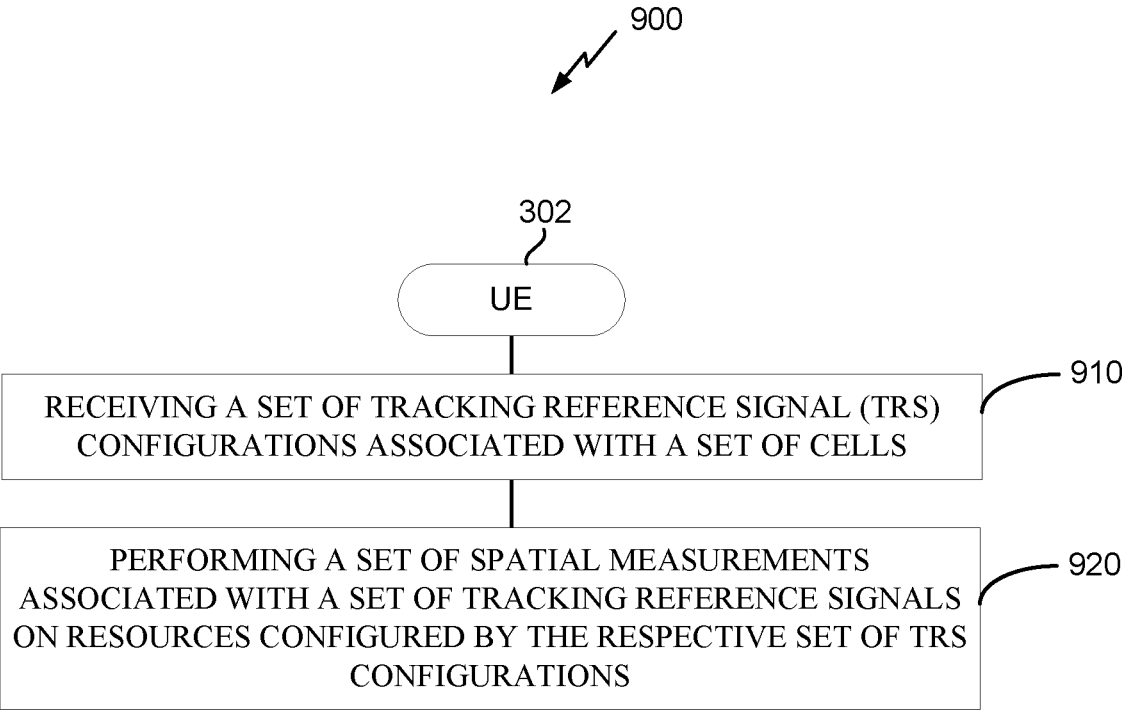 900
302
UE
910
RECEIVING A SET OF TRACKING REFERENCE SIGNAL (TRS)
CONFIGURATIONS ASSOCIATED WITH A SET OF CELLS
920
PERFORMING A SET OF SPATIAL MEASUREMENTS
ASSOCIATED WITH A SET OF TRACKING REFERENCE SIGNALS
ON RESOURCES CONFIGURED BY THE RESPECTIVE SET OF TRS
CONFIGURATIONS